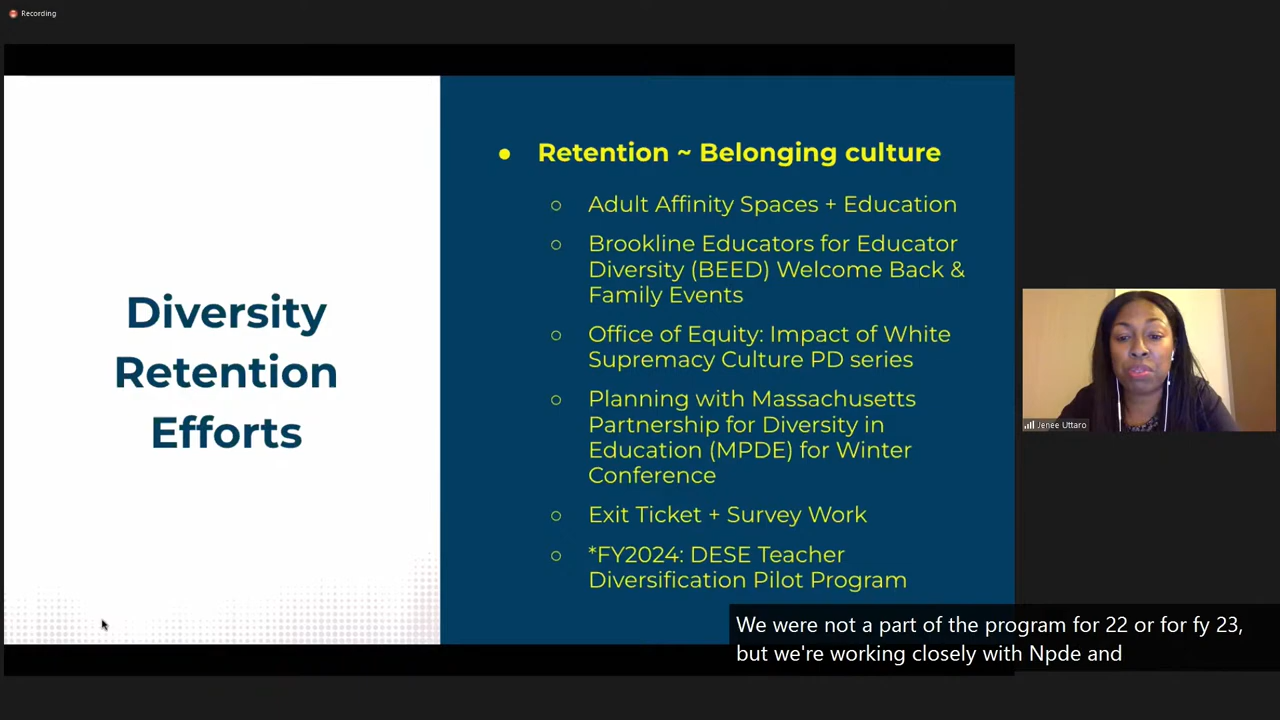 Recording
Diversity
Retention
Efforts
● Retention ~ Belonging culture
○ Adult Affinity Spaces + Education
○ Brookline Educators for Educator
Diversity (BEED) Welcome Back &
Family Events
○ Office of Equity: Impact of White
Supremacy Culture PD series
○ Planning with Massachusetts
Partnership for Diversity in
Education (MPDE) for Winter
Conference
○ Exit Ticket + Survey Work
○ *FY2024: DESE Teacher
Diversification Pilot Program
Jenee Uttaro
We were not a part of the program for 22 or for fy 23,
but we're working closely with Npde and